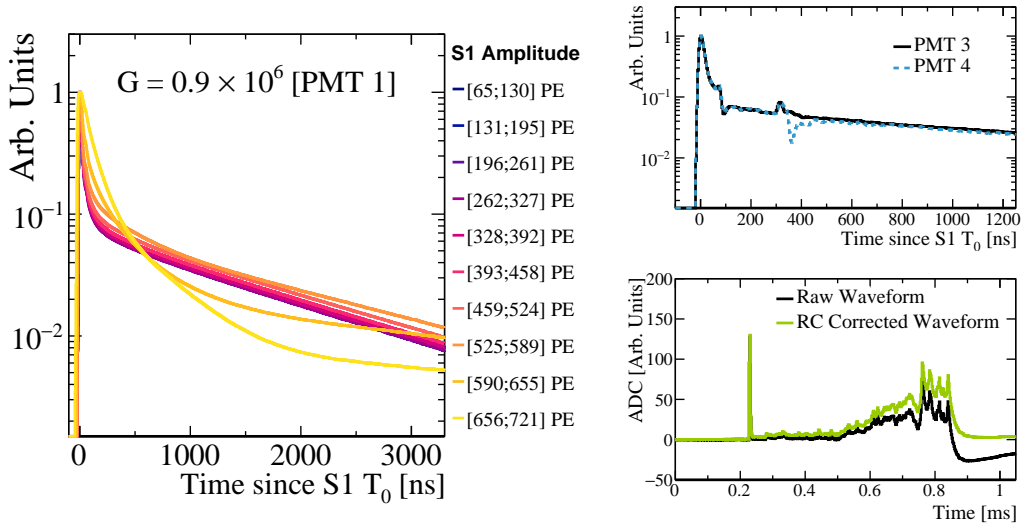 G = 0.9 × 10⁶ [PMT 1]
Arb. Units
1
10⁻¹
10⁻²
0 1000 2000 3000
Time since S1 T₀ [ns]
S1 Amplitude
[65;130] PE
[131;195] PE
[196;261] PE
[262;327] PE
[328;392] PE
[393;458] PE
[459;524] PE
[525;589] PE
[590;655] PE
[656;721] PE
Arb. Units
1
10⁻¹
10⁻²
PMT 3
PMT 4
0 200 400 600 800 1000 1200
Time since S1 T₀ [ns]
ADC [Arb. Units]
200
150
100
50
0
−50
Raw Waveform
RC Corrected Waveform
0 0.2 0.4 0.6 0.8 1
Time [ms]